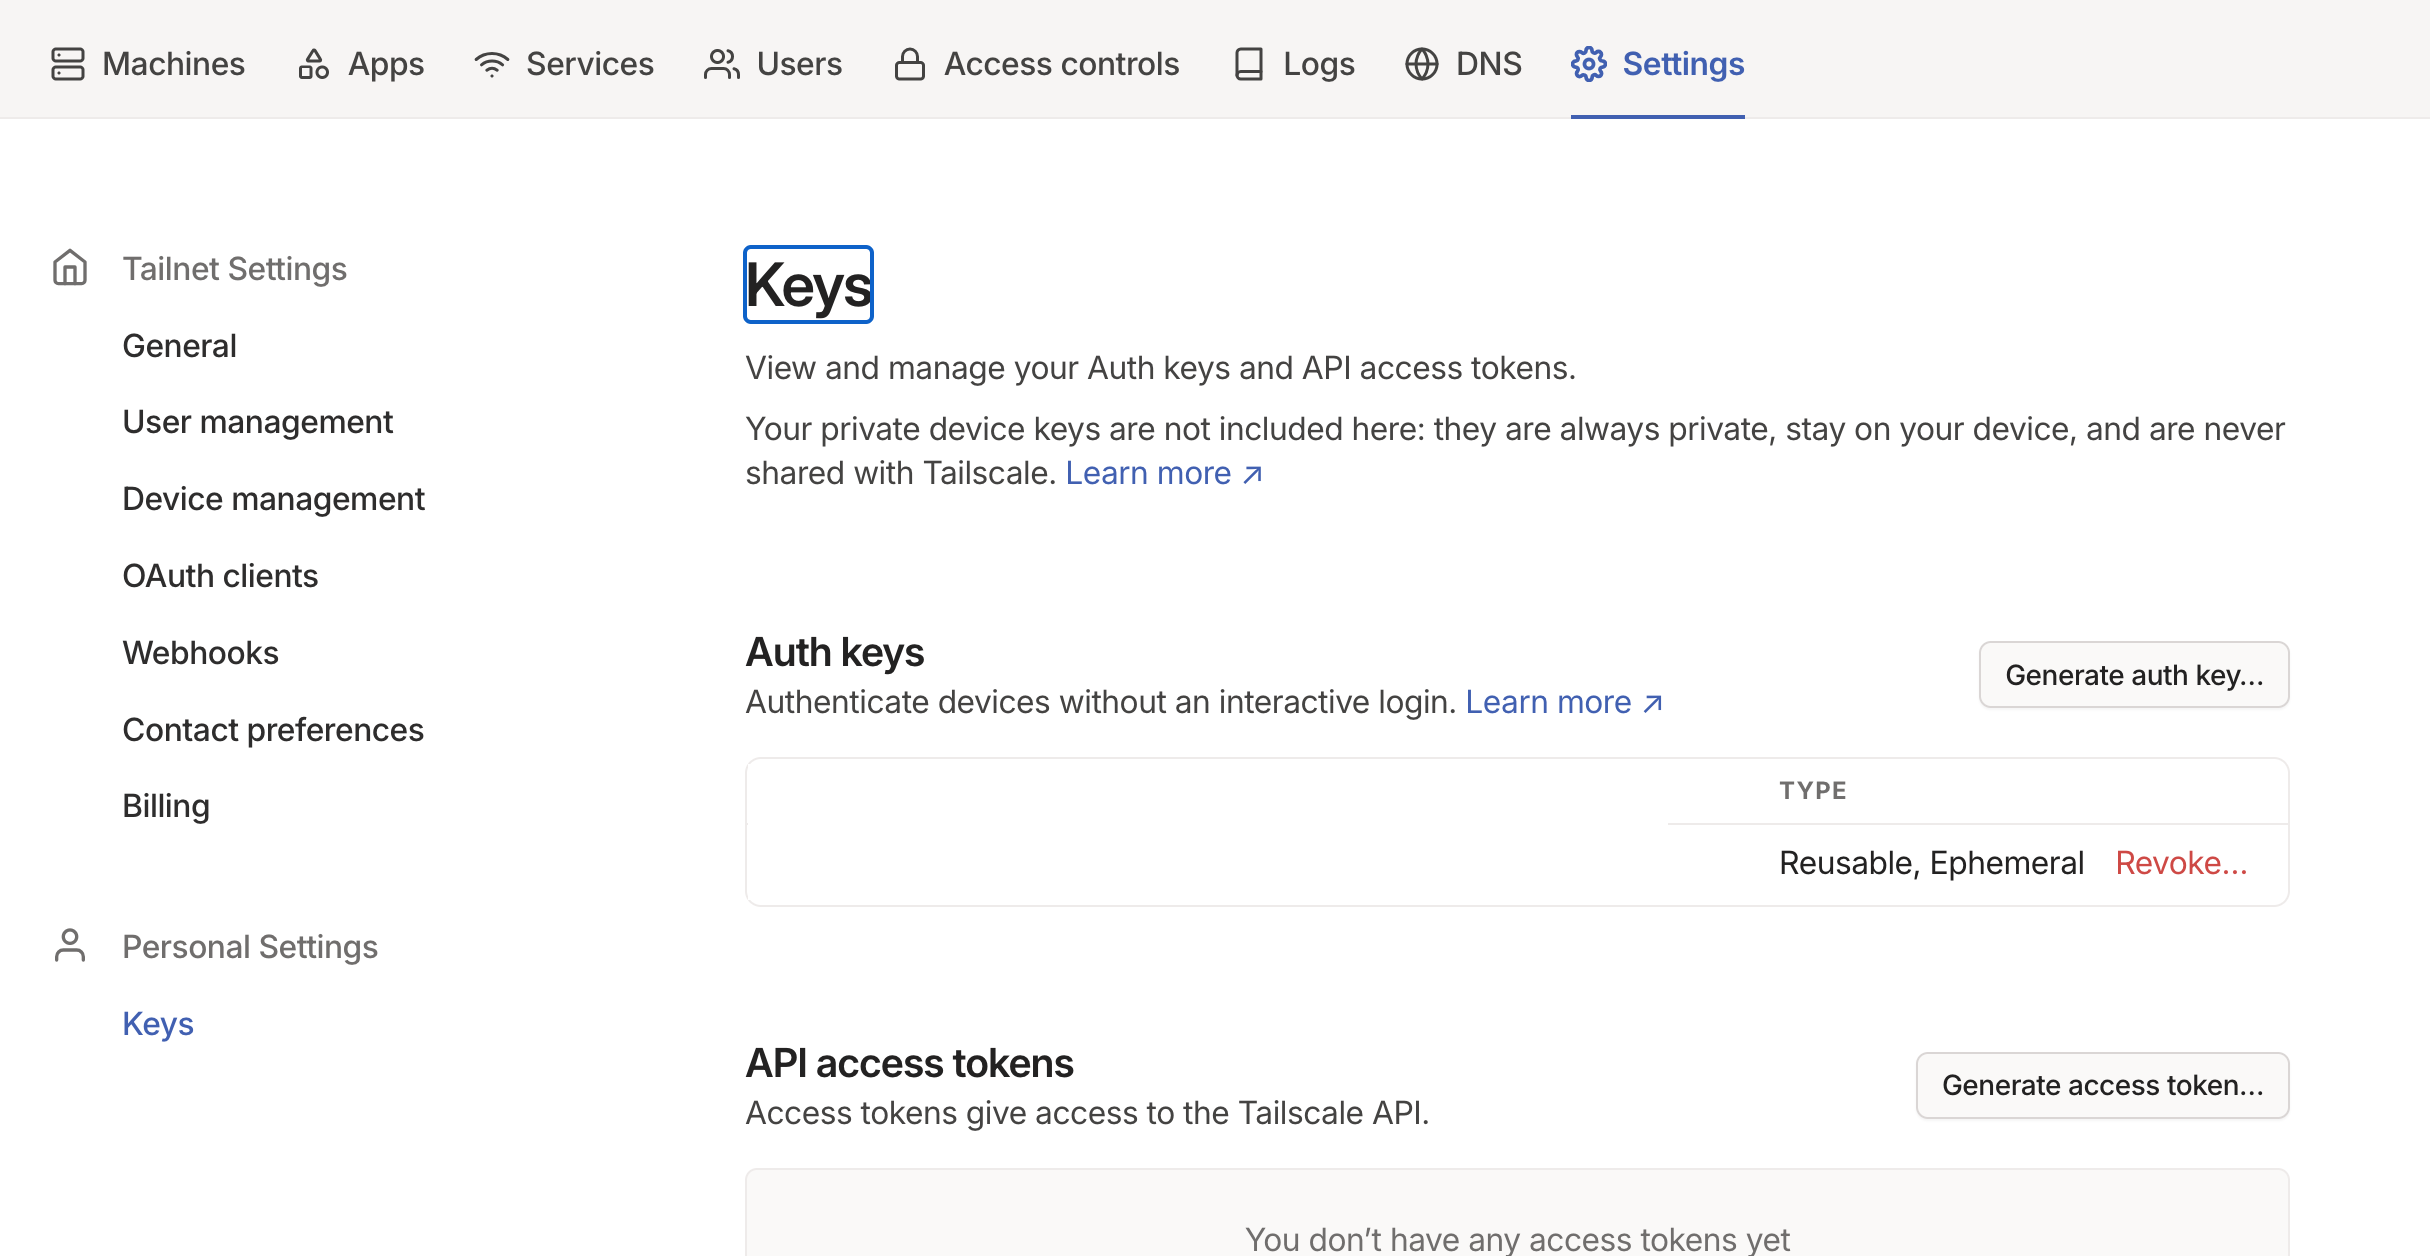 Machines Apps Services Users Access controls Logs DNS Settings
Tailnet Settings
General
User management
Device management
OAuth clients
Webhooks
Contact preferences
Billing
Personal Settings
Keys
Keys
View and manage your Auth keys and API access tokens.
Your private device keys are not included here: they are always private, stay on your device, and are never
shared with Tailscale. Learn more ↗
Auth keys
Authenticate devices without an interactive login. Learn more ↗
Generate auth key...
TYPE
Reusable, Ephemeral Revoke...
API access tokens
Access tokens give access to the Tailscale API.
Generate access token...
You don’t have any access tokens yet